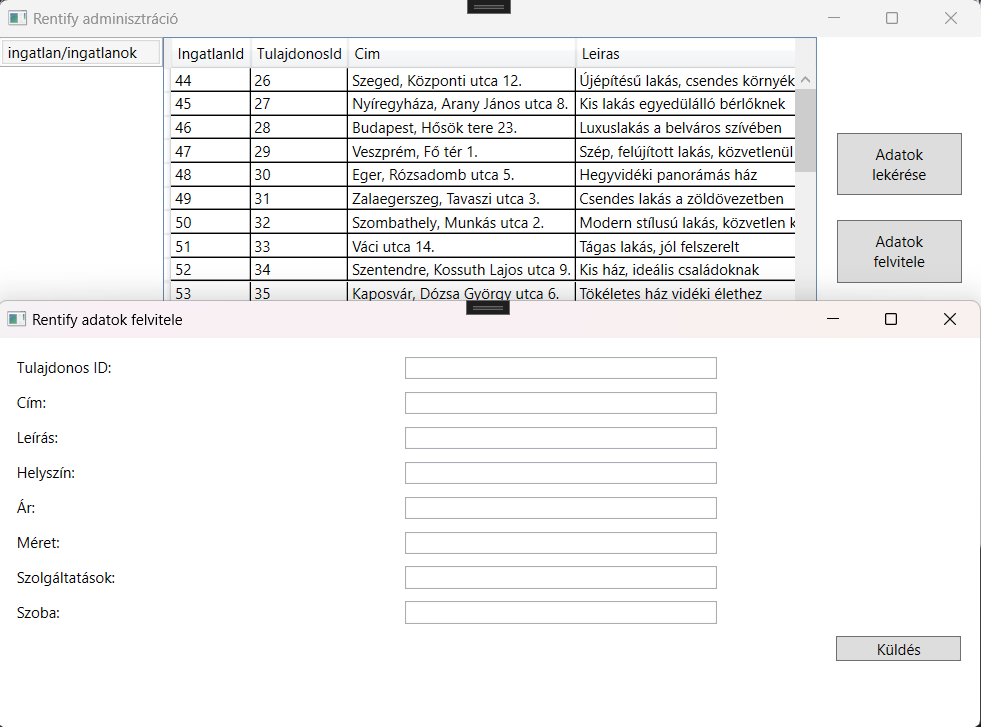 Rentify adminisztráció
ingatlan/ingatlanok
IngatlanId TulajdonosId Cim Leiras
44 26 Szeged, Központi utca 12. Újépítésű lakás, csendes környék
45 27 Nyíregyháza, Arany János utca 8. Kis lakás egyedülálló bérlőknek
46 28 Budapest, Hősök tere 23. Luxuslakás a belváros szívében
47 29 Veszprém, Fő tér 1. Szép, felújított lakás, közvetlenül
48 30 Eger, Rózsadomb utca 5. Hegyvidéki panorámás ház
49 31 Zalaegerszeg, Tavaszi utca 3. Csendes lakás a zöldövezetben
50 32 Szombathely, Munkás utca 2. Modern stílusú lakás, közvetlen k
51 33 Váci utca 14. Tágas lakás, jól felszerelt
52 34 Szentendre, Kossuth Lajos utca 9. Kis ház, ideális családoknak
53 35 Kaposvár, Dózsa György utca 6. Tökéletes ház vidéki élethez
Adatok
lekérése
Adatok
felvitele
Rentify adatok felvitele
Tulajdonos ID:
Cím:
Leírás:
Helyszín:
Ár:
Méret:
Szolgáltatások:
Szoba:
Küldés